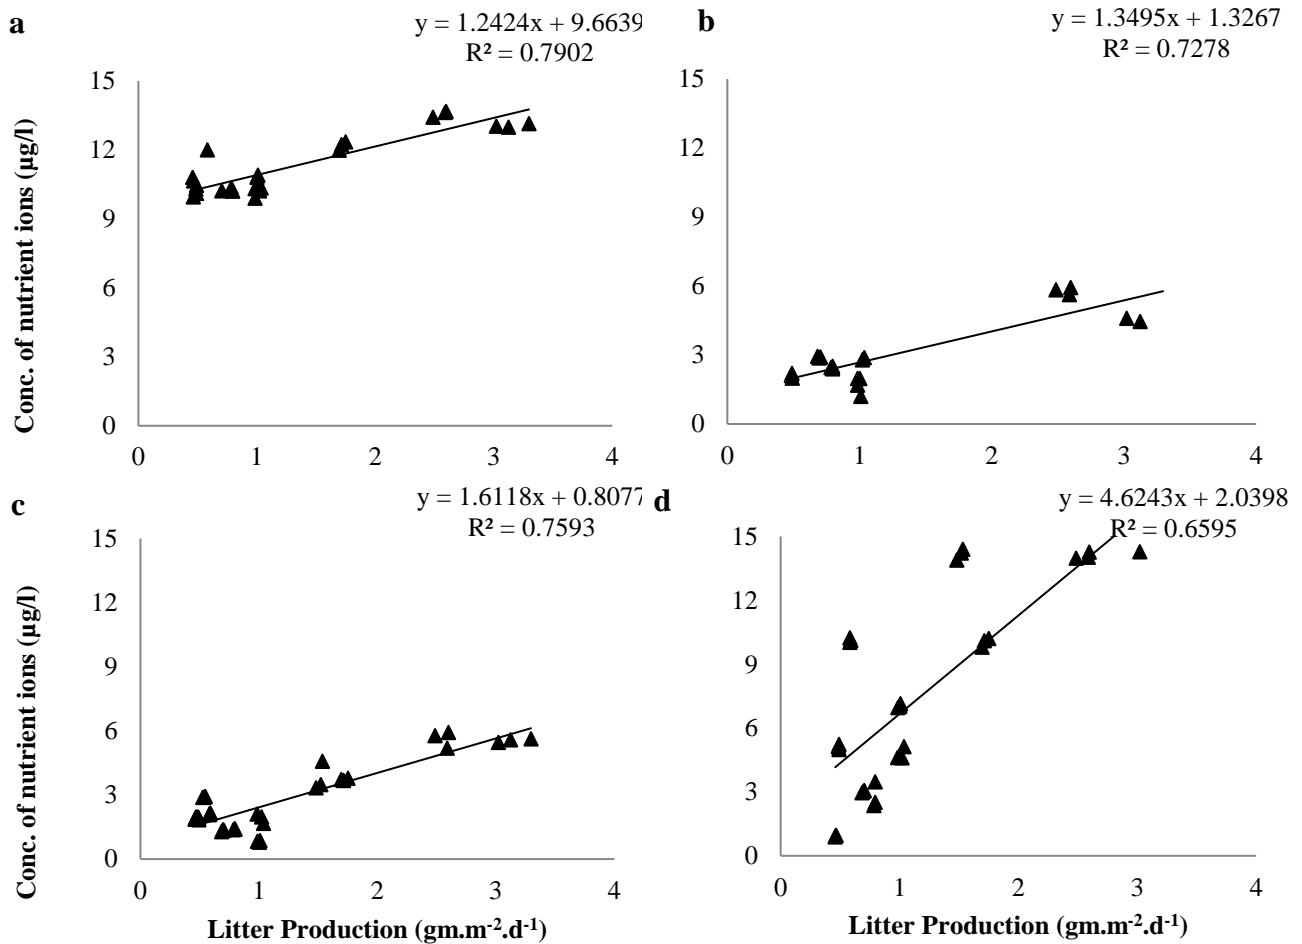 a
y = 1.2424x + 9.6639
R² = 0.7902
15
12
9
6
3
0
0 1 2 3 4
Conc. of nutrient ions (µg/l)
b
y = 1.3495x + 1.3267
R² = 0.7278
15
12
9
6
3
0
0 1 2 3 4
c
y = 1.6118x + 0.8077
R² = 0.7593
15
12
9
6
3
0
0 1 2 3 4
Conc. of nutrient ions (µg/l)
Litter Production (gm.m⁻².d⁻¹)
d
y = 4.6243x + 2.0398
R² = 0.6595
15
12
9
6
3
0
0 1 2 3 4
Litter Production (gm.m⁻².d⁻¹)